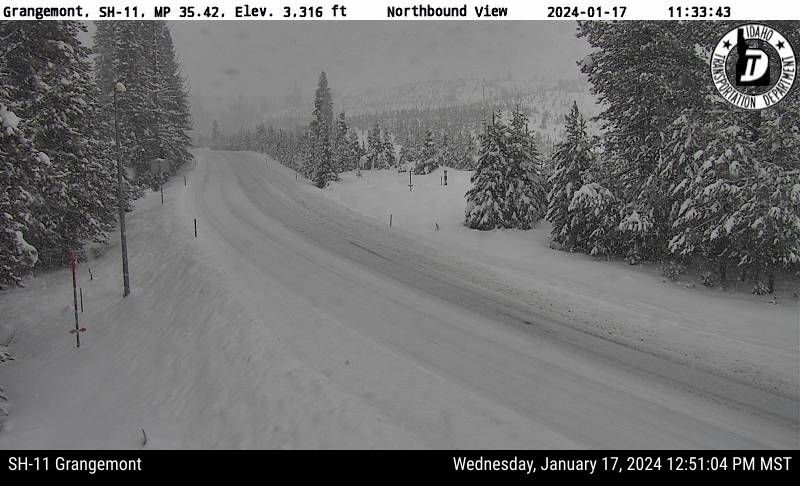 Grangemont, SH-11, MP 35.42, Elev. 3,316 ft Northbound View 2024-01-17 11:33:43
IDAHO
TRANSPORTATION DEPARTMENT
SH-11 Grangemont Wednesday, January 17, 2024 12:51:04 PM MST